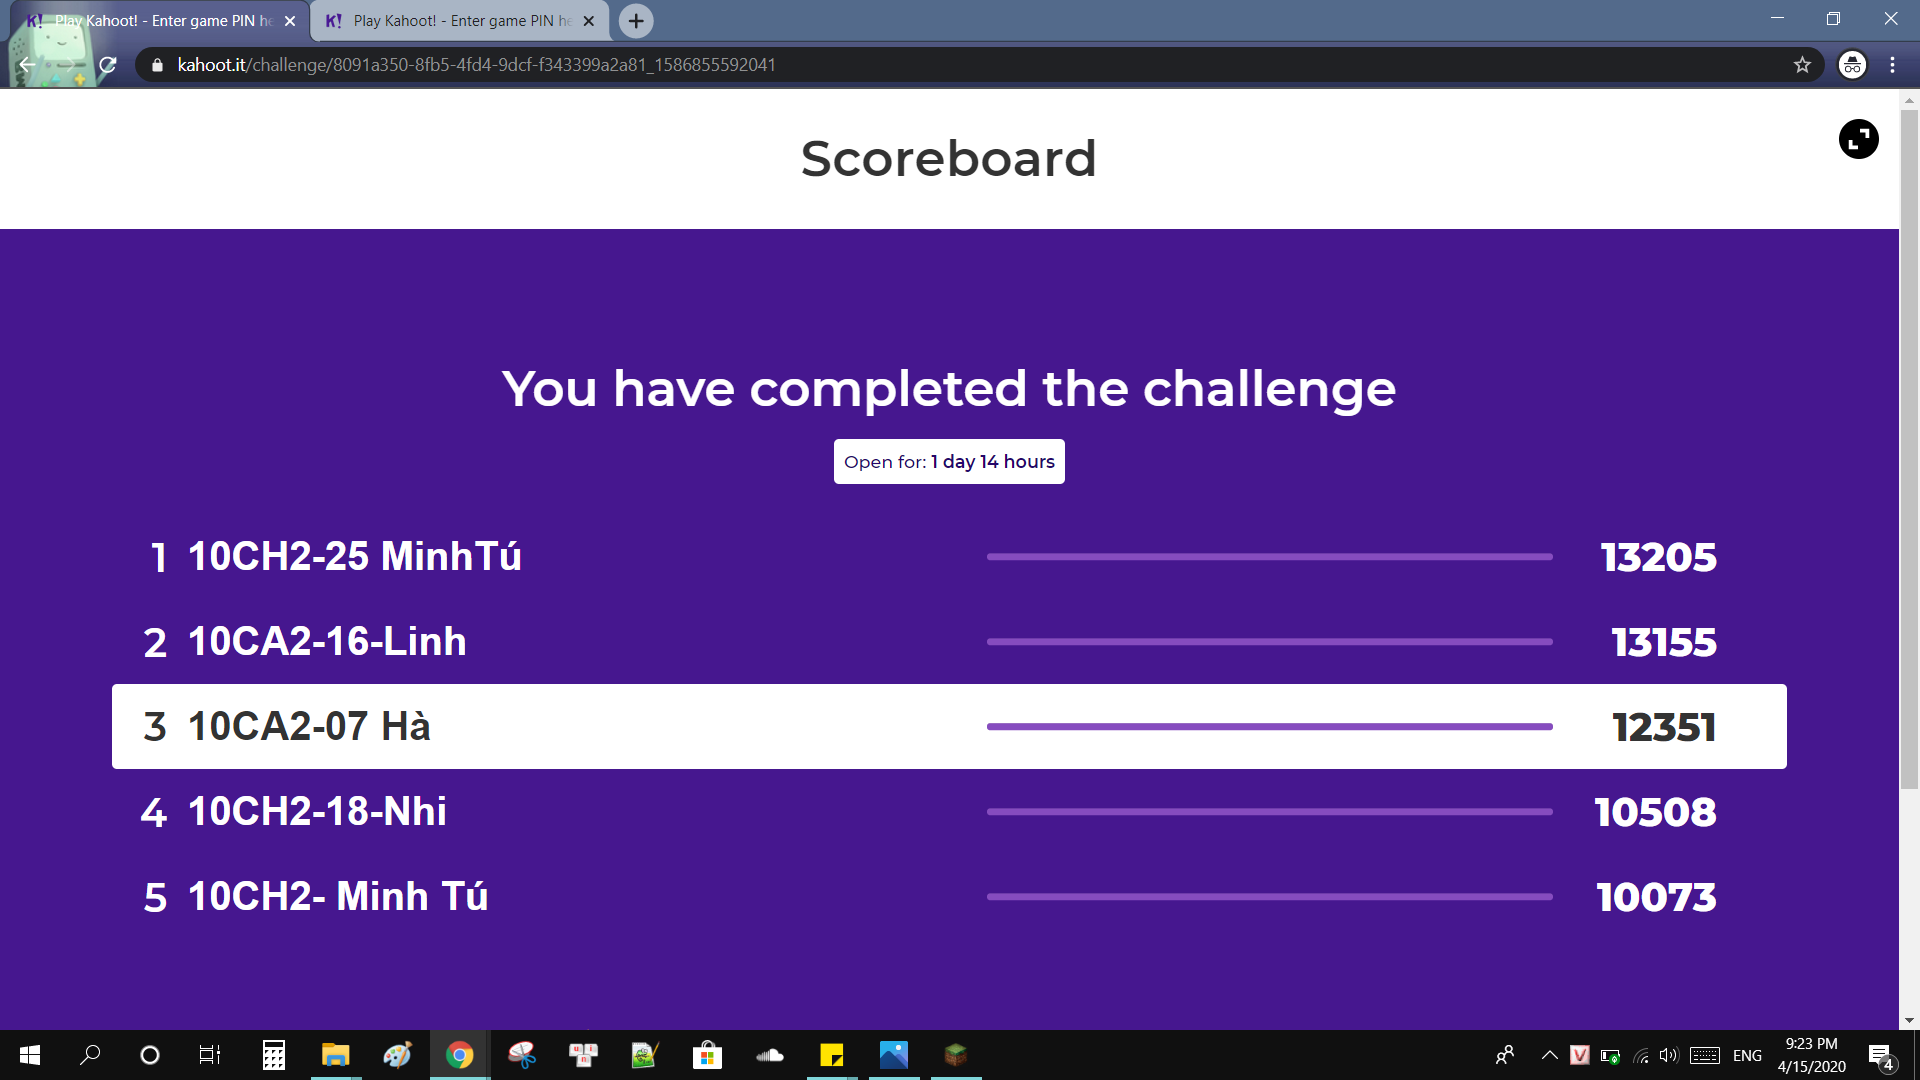 Play Kahoot! - Enter game PIN he
Play Kahoot! - Enter game PIN he
kahoot.it/challenge/8091a350-8fb5-4fd4-9dcf-f343399a2a81_1586855592041
Scoreboard
You have completed the challenge
Open for: 1 day 14 hours
1 10CH2-25 MinhTú 13205
2 10CA2-16-Linh 13155
3 10CA2-07 Hà 12351
4 10CH2-18-Nhi 10508
5 10CH2- Minh Tú 10073
ENG
9:23 PM
4/15/2020
4